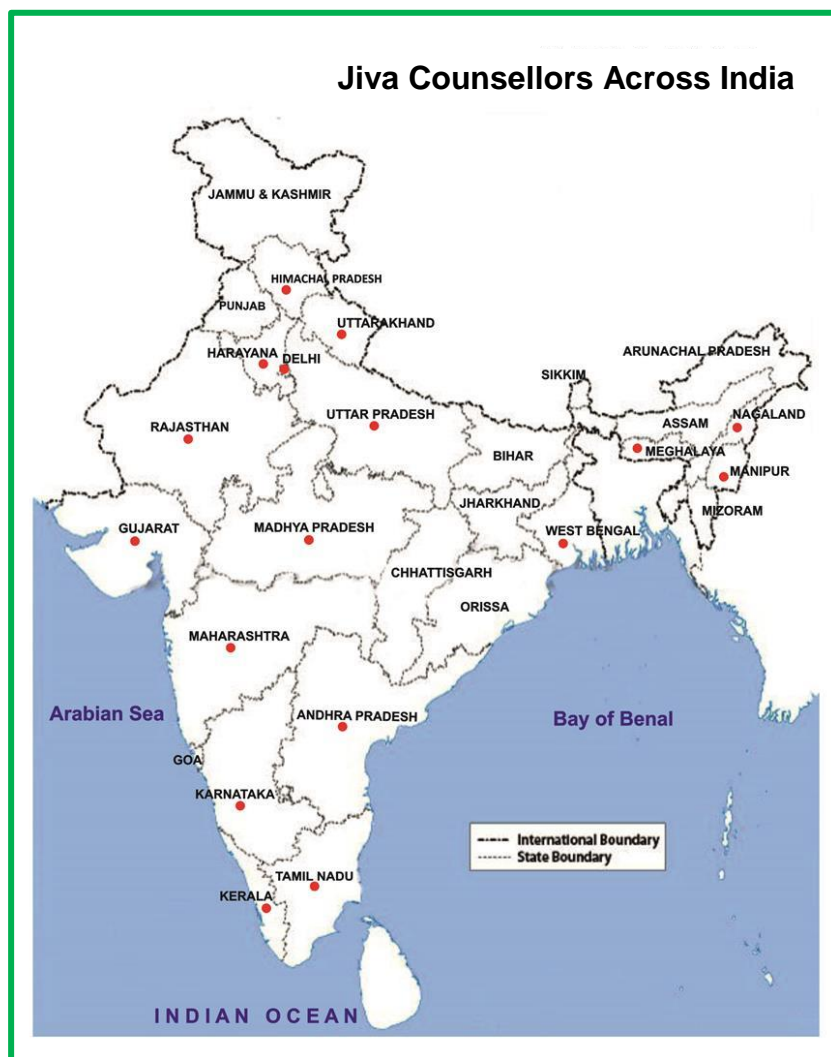 Jiva Counsellors Across India
JAMMU & KASHMIR
HIMACHAL PRADESH
PUNJAB
UTTARAKHAND
HARAYANA
DELHI
ARUNACHAL PRADESH
SIKKIM
RAJASTHAN
UTTAR PRADESH
ASSAM
NAGALAND
BIHAR
MEGHALAYA
MANIPUR
JHARKHAND
MIZORAM
GUJARAT
MADHYA PRADESH
WEST BENGAL
CHHATTISGARH
ORISSA
MAHARASHTRA
Arabian Sea
ANDHRA PRADESH
Bay of Benal
GOA
KARNATAKA
International Boundary
State Boundary
TAMIL NADU
KERALA
INDIAN OCEAN